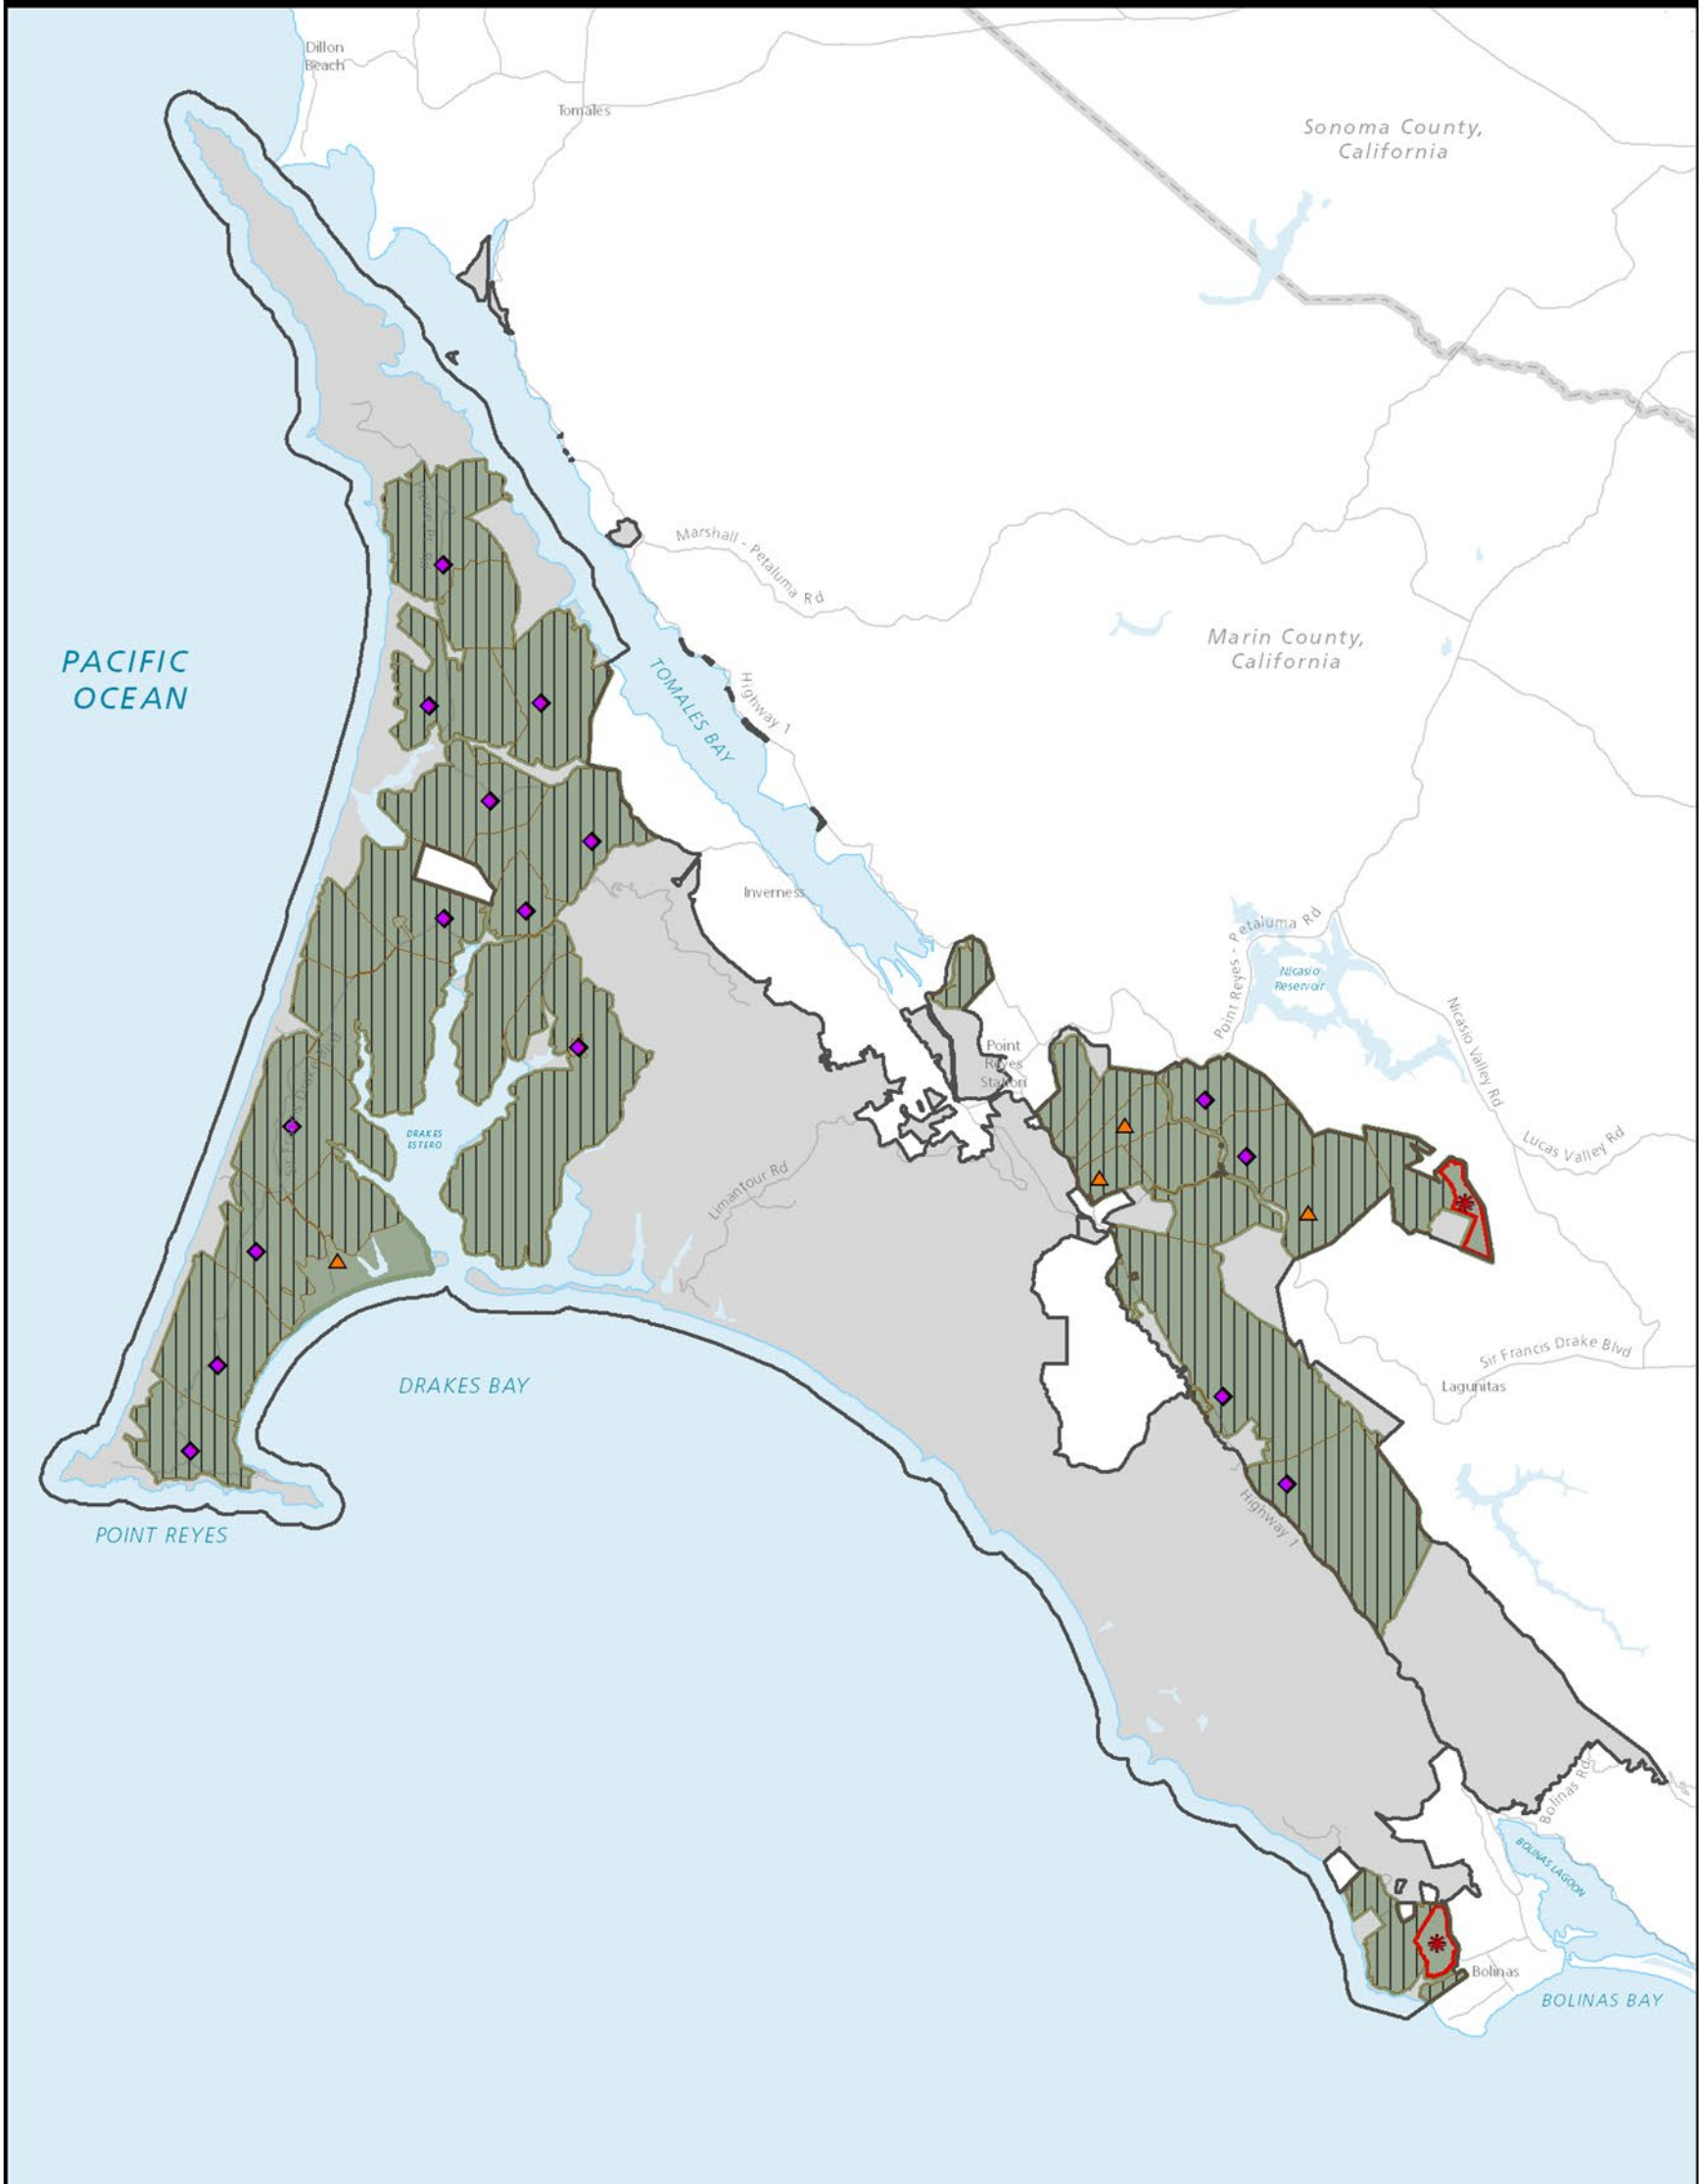 Dillon
Beach
Tomales
Sonoma County,
California
Marshall - Petaluma Rd
Marin County,
California
PACIFIC
OCEAN
TOMALES BAY
Highway 1
Inverness
Point Reyes - Petaluma Rd
Nicasio
Reservoir
Nicasio Valley Rd
Point
Reyes
Station
Lucas Valley Rd
DRAKES
ESTERO
Limantour Rd
Sir Francis Drake Blvd
Lagunitas
DRAKES BAY
Highway 1
POINT REYES
Bolinas Rd
BOLINAS LAGOON
Bolinas
BOLINAS BAY